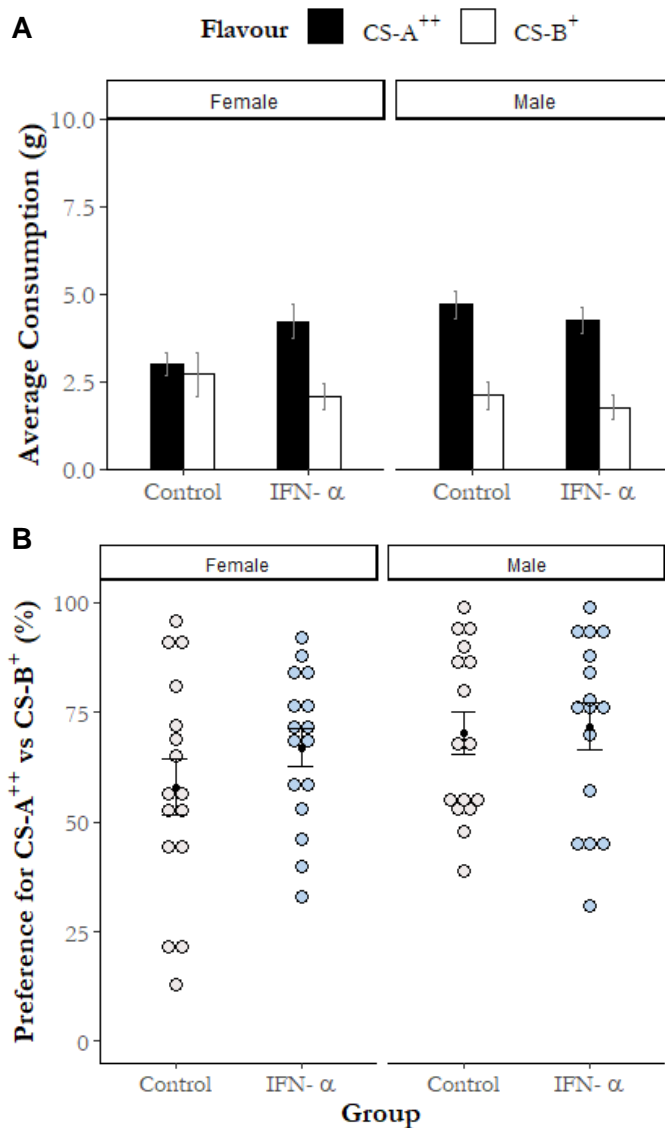 A
Flavour CS-A++ CS-B+
Female Male
Average Consumption (g)
10.0
7.5
5.0
2.5
0.0
Control IFN- α Control IFN- α
B
Female Male
Preference for CS-A++ vs CS-B+ (%)
100
75
50
25
0
Control IFN- α Control IFN- α
Group